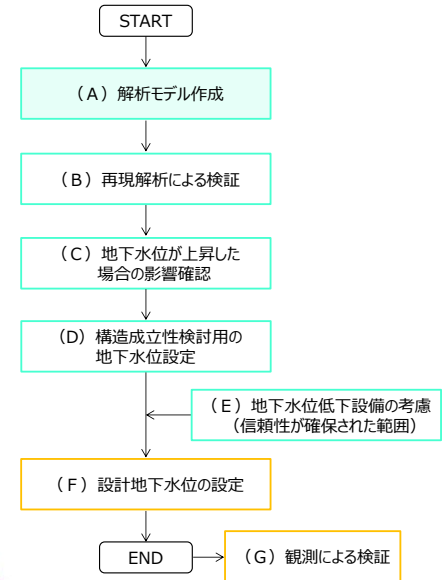 START
(A)解析モデル作成
(B)再現解析による検証
(C)地下水位が上昇した
場合の影響確認
(D)構造成立性検討用の
地下水位設定
(E)地下水位低下設備の考慮
(信頼性が確保された範囲)
(F)設計地下水位の設定
END
(G)観測による検証